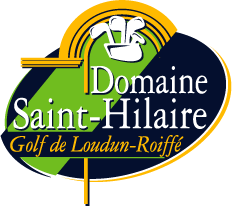 Domaine
Saint-Hilaire
Golf de Loudun-Roiffé